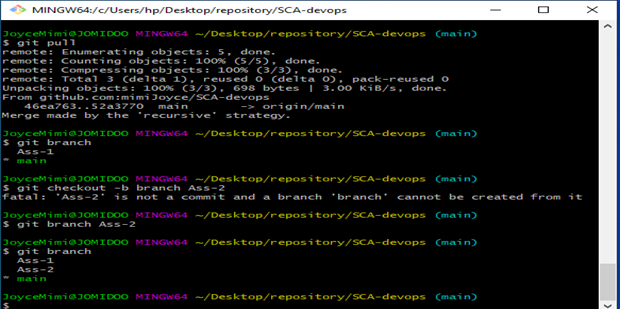 MINGW64:/c/Users/hp/Desktop/repository/SCA-devops
JoyceMimi@JOMIDOO MINGW64 ~/Desktop/repository/SCA-devops (main)
$ git pull
remote: Enumerating objects: 5, done.
remote: Counting objects: 100% (5/5), done.
remote: Compressing objects: 100% (3/3), done.
remote: Total 3 (delta 1), reused 0 (delta 0), pack-reused 0
Unpacking objects: 100% (3/3), 698 bytes | 3.00 KiB/s, done.
From github.com:mimiJoyce/SCA-devops
   46ea763..52a3770  main       -> origin/main
Merge made by the 'recursive' strategy.
JoyceMimi@JOMIDOO MINGW64 ~/Desktop/repository/SCA-devops (main)
$ git branch
  Ass-1
* main
JoyceMimi@JOMIDOO MINGW64 ~/Desktop/repository/SCA-devops (main)
$ git checkout -b branch Ass-2
fatal: 'Ass-2' is not a commit and a branch 'branch' cannot be created from it
JoyceMimi@JOMIDOO MINGW64 ~/Desktop/repository/SCA-devops (main)
$ git branch Ass-2
JoyceMimi@JOMIDOO MINGW64 ~/Desktop/repository/SCA-devops (main)
$ git branch
  Ass-1
  Ass-2
* main
JoyceMimi@JOMIDOO MINGW64 ~/Desktop/repository/SCA-devops (main)
$